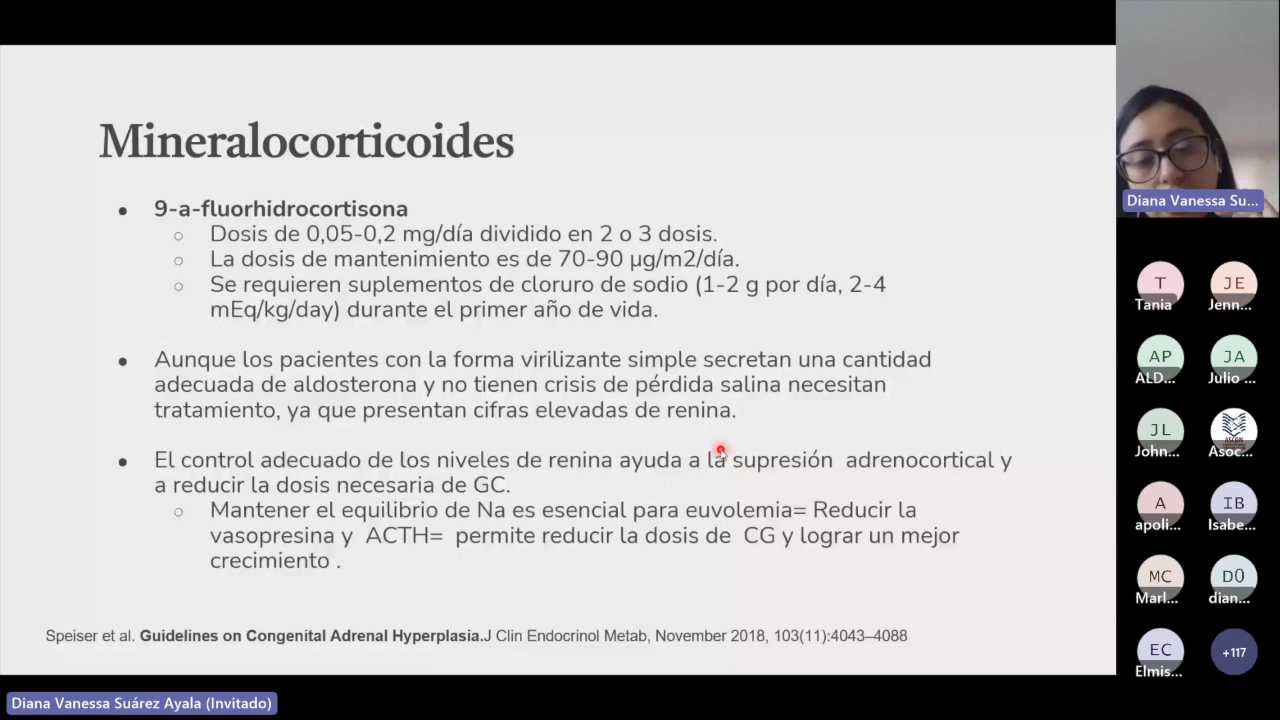 Mineralocorticoides
● 9-a-fluorhidrocortisona
○ Dosis de 0,05-0,2 mg/día dividido en 2 o 3 dosis.
○ La dosis de mantenimiento es de 70-90 μg/m2/día.
○ Se requieren suplementos de cloruro de sodio (1-2 g por día, 2-4
mEq/kg/day) durante el primer año de vida.
● Aunque los pacientes con la forma virilizante simple secretan una cantidad
adecuada de aldosterona y no tienen crisis de pérdida salina necesitan
tratamiento, ya que presentan cifras elevadas de renina.
● El control adecuado de los niveles de renina ayuda a la supresión adrenocortical y
a reducir la dosis necesaria de GC.
○ Mantener el equilibrio de Na es esencial para euvolemia= Reducir la
vasopresina y ACTH= permite reducir la dosis de CG y lograr un mejor
crecimiento .
Speiser et al. Guidelines on Congenital Adrenal Hyperplasia.J Clin Endocrinol Metab, November 2018, 103(11):4043–4088
Diana Vanessa Suárez Ayala (Invitado)
Diana Vanessa Su...
T
Tania
JE
Jenn...
AP
ALD...
JA
Julio ...
JL
John...
Asoc...
A
apoli...
IB
Isabe...
MC
Marl...
D0
dian...
EC
Elmis...
+117